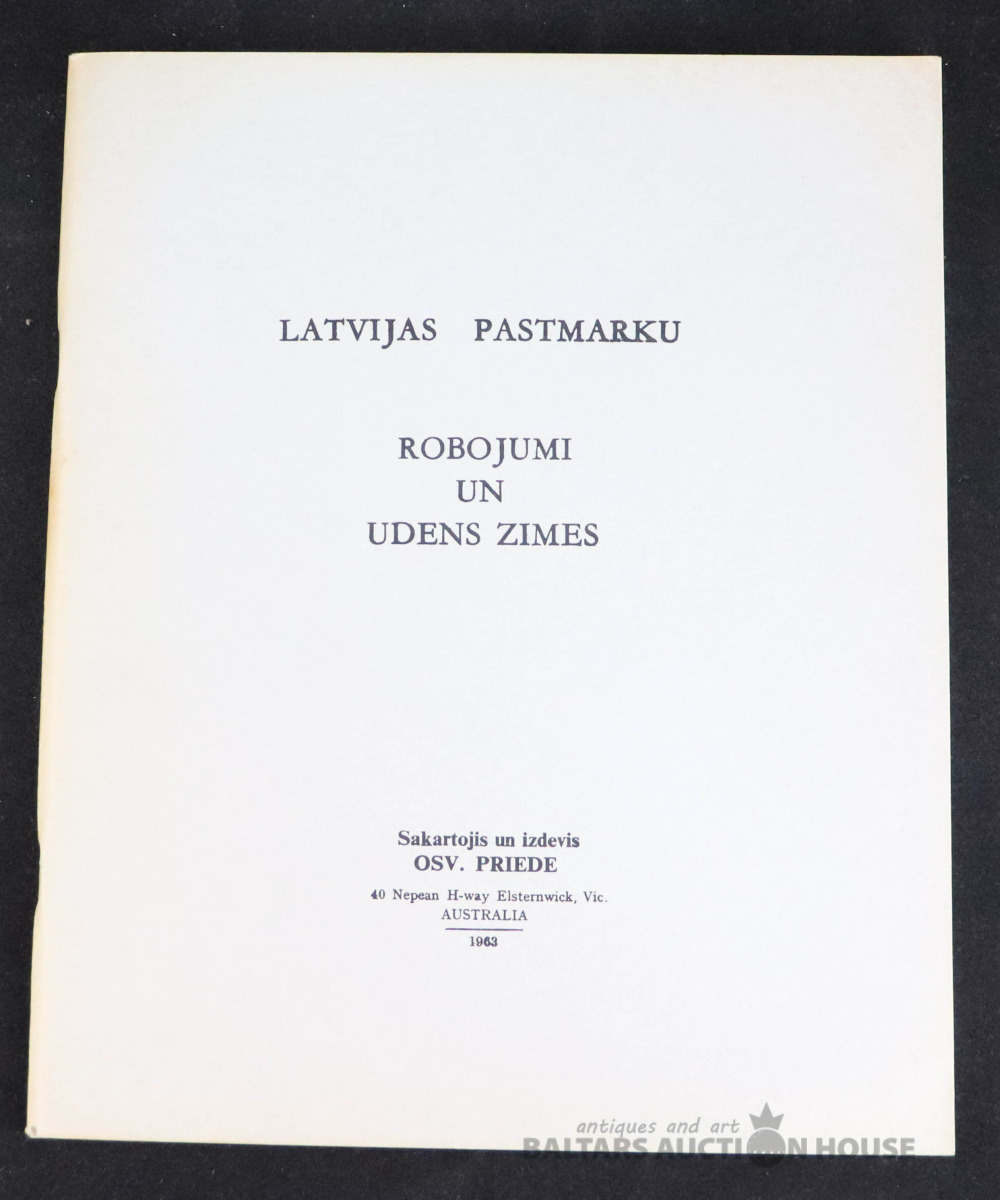 LATVIJAS PASTMARKU
ROBOJUMI
UN
UDENS ZIMES
Sakartojis un izdevis
OSV. PRIEDE
40 Nepean H-way Elsternwick, Vic.
AUSTRALIA
1963
antiques and art
BALTARS AUCTION HOUSE